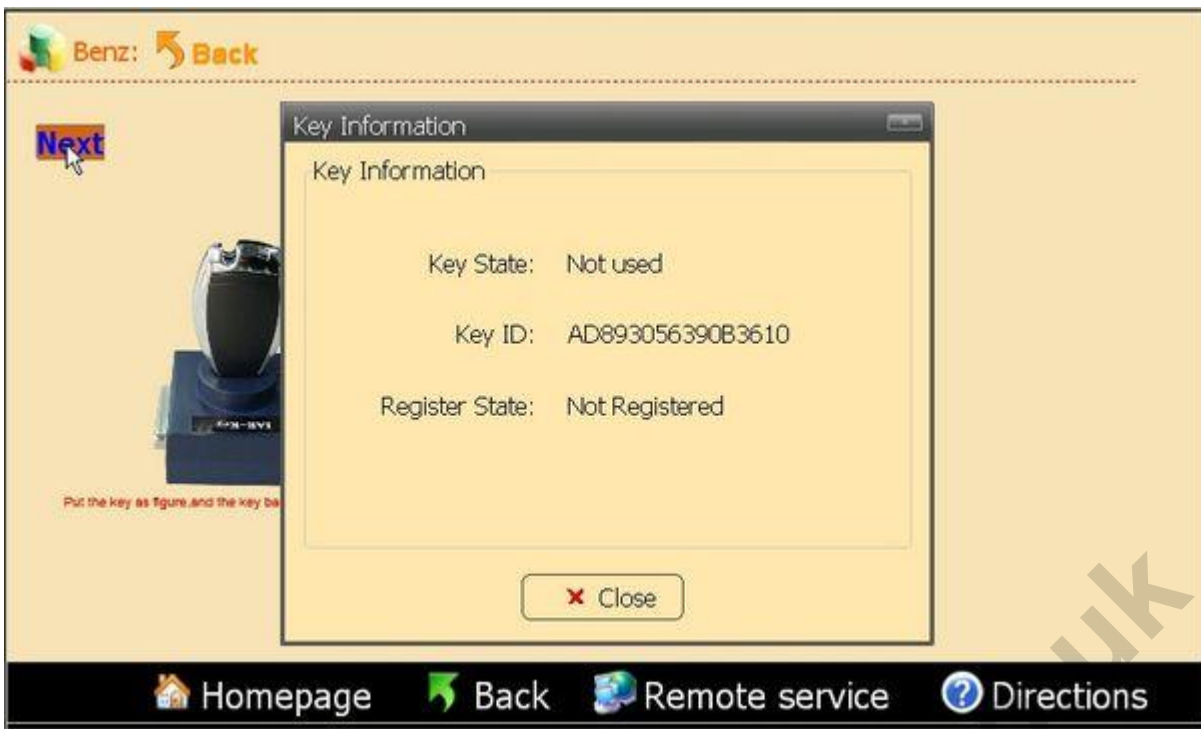 Benz: Back
Next
Key Information
Key Information
Key State: Not used
Key ID: AD893056390B3610
Register State: Not Registered
Put the key as figure,and the key ba
Close
Homepage Back Remote service Directions
uk